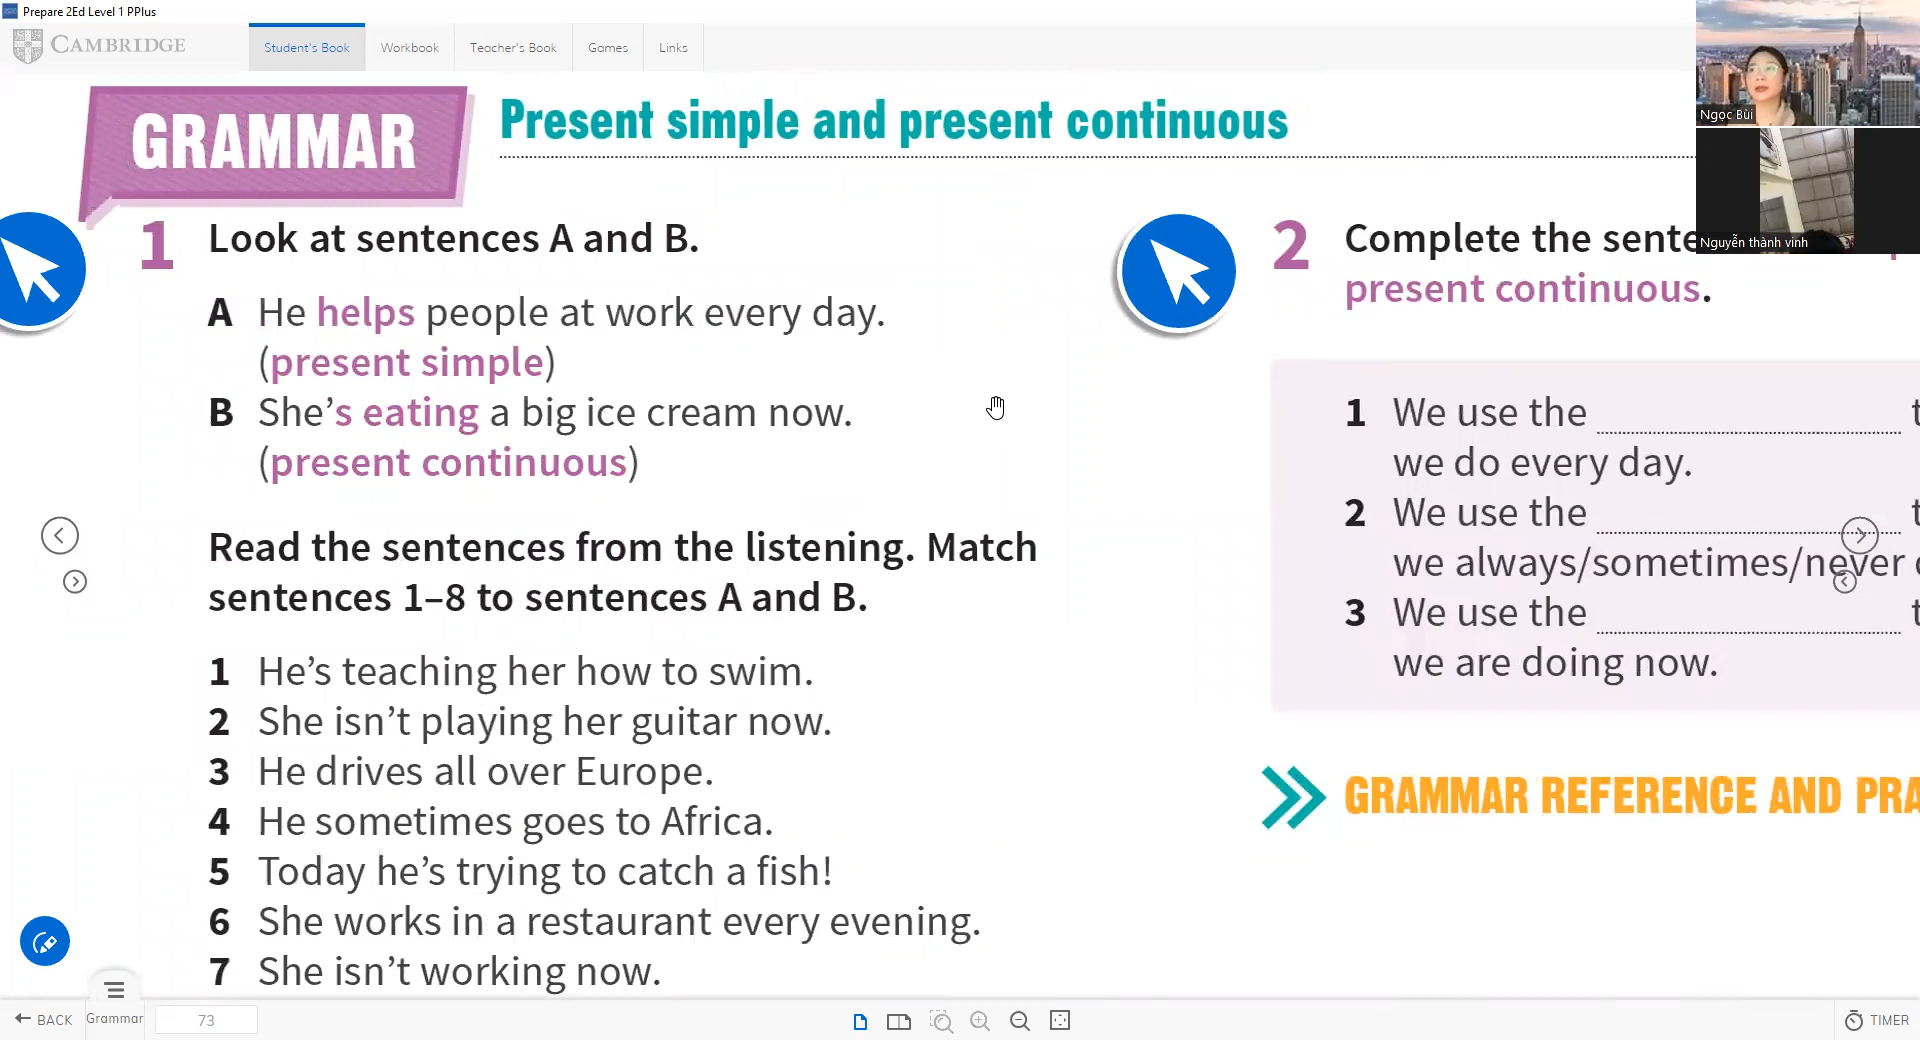 Prepare 2Ed Level 1 PPlus
CAMBRIDGE
Student's Book
Workbook
Teacher's Book
Games
Links
Ngọc Bùi
Nguyễn thành vinh
GRAMMAR
Present simple and present continuous
1 Look at sentences A and B.
A He helps people at work every day.
(present simple)
B She's eating a big ice cream now.
(present continuous)
Read the sentences from the listening. Match
sentences 1–8 to sentences A and B.
1 He's teaching her how to swim.
2 She isn't playing her guitar now.
3 He drives all over Europe.
4 He sometimes goes to Africa.
5 Today he's trying to catch a fish!
6 She works in a restaurant every evening.
7 She isn't working now.
2 Complete the
present continuous.
1 We use the
we do every day.
2 We use the
we always/sometimes/never
3 We use the
we are doing now.
GRAMMAR REFERENCE AND
BACK
Grammar
73
TIMER